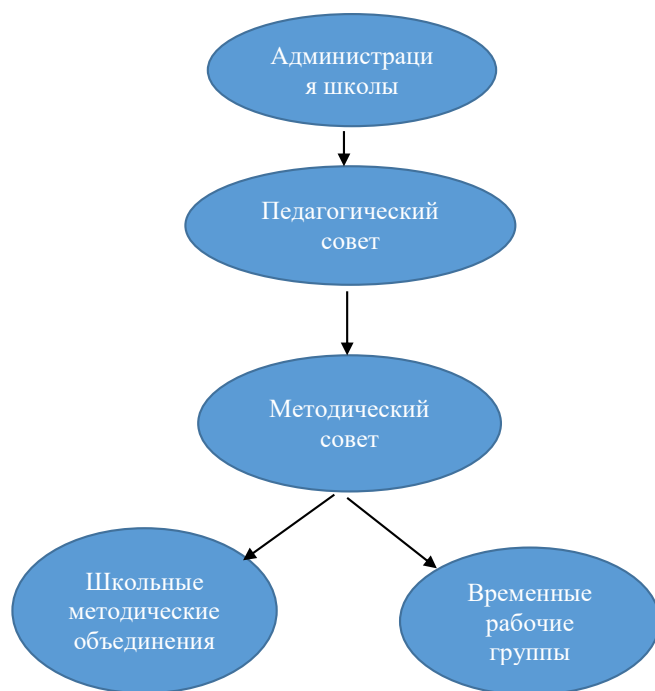 Администраци
я школы
Педагогический
совет
Методический
совет
Школьные
методические
объединения
Временные
рабочие
группы